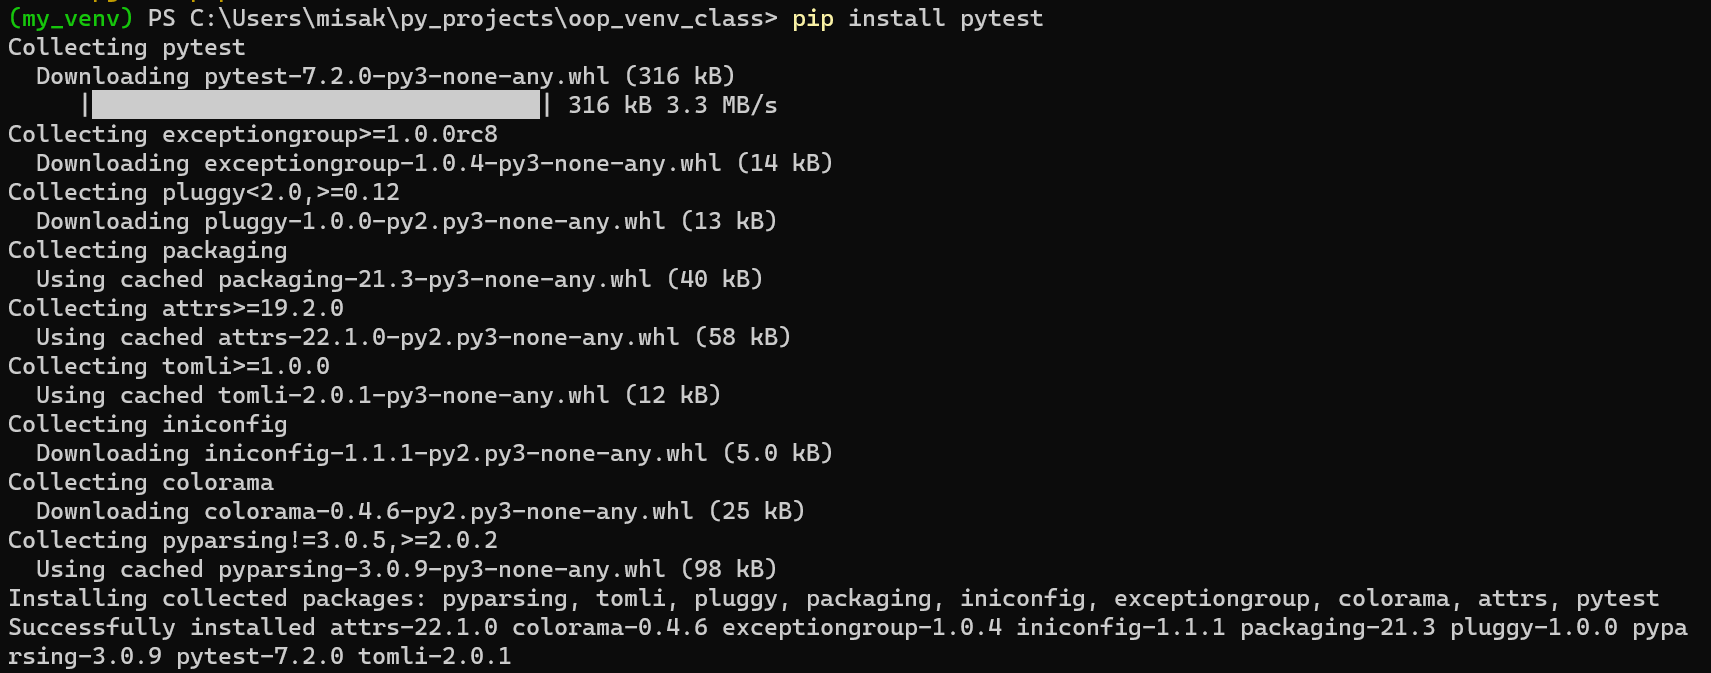 (my_venv) PS C:\Users\misak\py_projects\oop_venv_class> pip install pytest
Collecting pytest
  Downloading pytest-7.2.0-py3-none-any.whl (316 kB)
     |████████████████████████████████| 316 kB 3.3 MB/s
Collecting exceptiongroup>=1.0.0rc8
  Downloading exceptiongroup-1.0.4-py3-none-any.whl (14 kB)
Collecting pluggy<2.0,>=0.12
  Downloading pluggy-1.0.0-py2.py3-none-any.whl (13 kB)
Collecting packaging
  Using cached packaging-21.3-py3-none-any.whl (40 kB)
Collecting attrs>=19.2.0
  Using cached attrs-22.1.0-py2.py3-none-any.whl (58 kB)
Collecting tomli>=1.0.0
  Using cached tomli-2.0.1-py3-none-any.whl (12 kB)
Collecting iniconfig
  Downloading iniconfig-1.1.1-py2.py3-none-any.whl (5.0 kB)
Collecting colorama
  Downloading colorama-0.4.6-py2.py3-none-any.whl (25 kB)
Collecting pyparsing!=3.0.5,>=2.0.2
  Using cached pyparsing-3.0.9-py3-none-any.whl (98 kB)
Installing collected packages: pyparsing, tomli, pluggy, packaging, iniconfig, exceptiongroup, colorama, attrs, pytest
Successfully installed attrs-22.1.0 colorama-0.4.6 exceptiongroup-1.0.4 iniconfig-1.1.1 packaging-21.3 pluggy-1.0.0 pypa
rsing-3.0.9 pytest-7.2.0 tomli-2.0.1